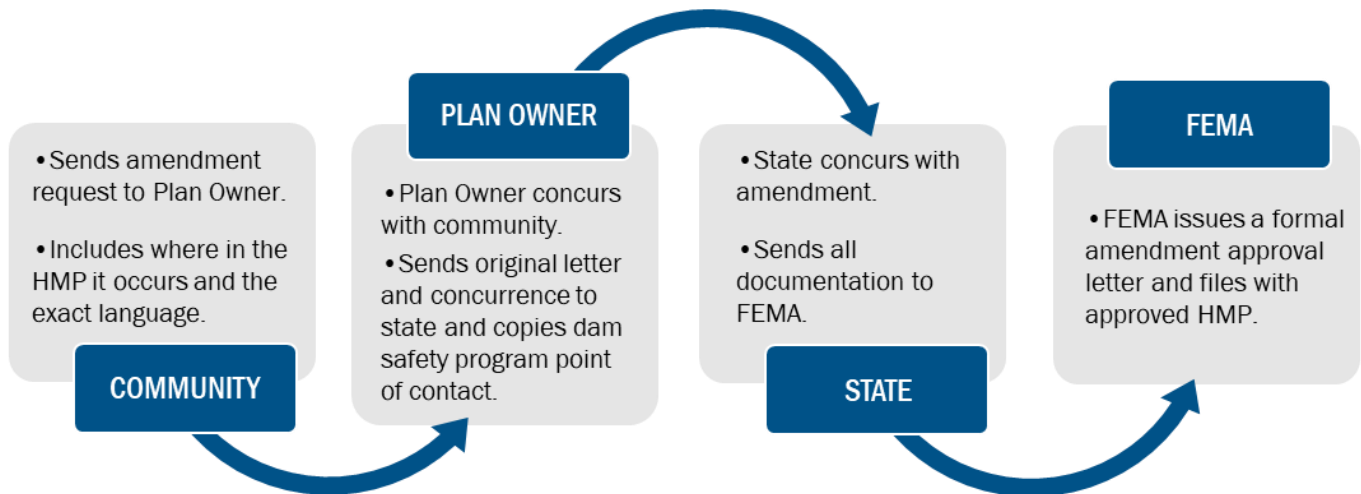 • Sends amendment
request to Plan Owner.
• Includes where in the
HMP it occurs and the
exact language.
COMMUNITY
PLAN OWNER
• Plan Owner concurs
with community.
• Sends original letter
and concurrence to
state and copies dam
safety program point
of contact.
• State concurs with
amendment.
• Sends all
documentation to
FEMA.
STATE
FEMA
• FEMA issues a formal
amendment approval
letter and files with
approved HMP.